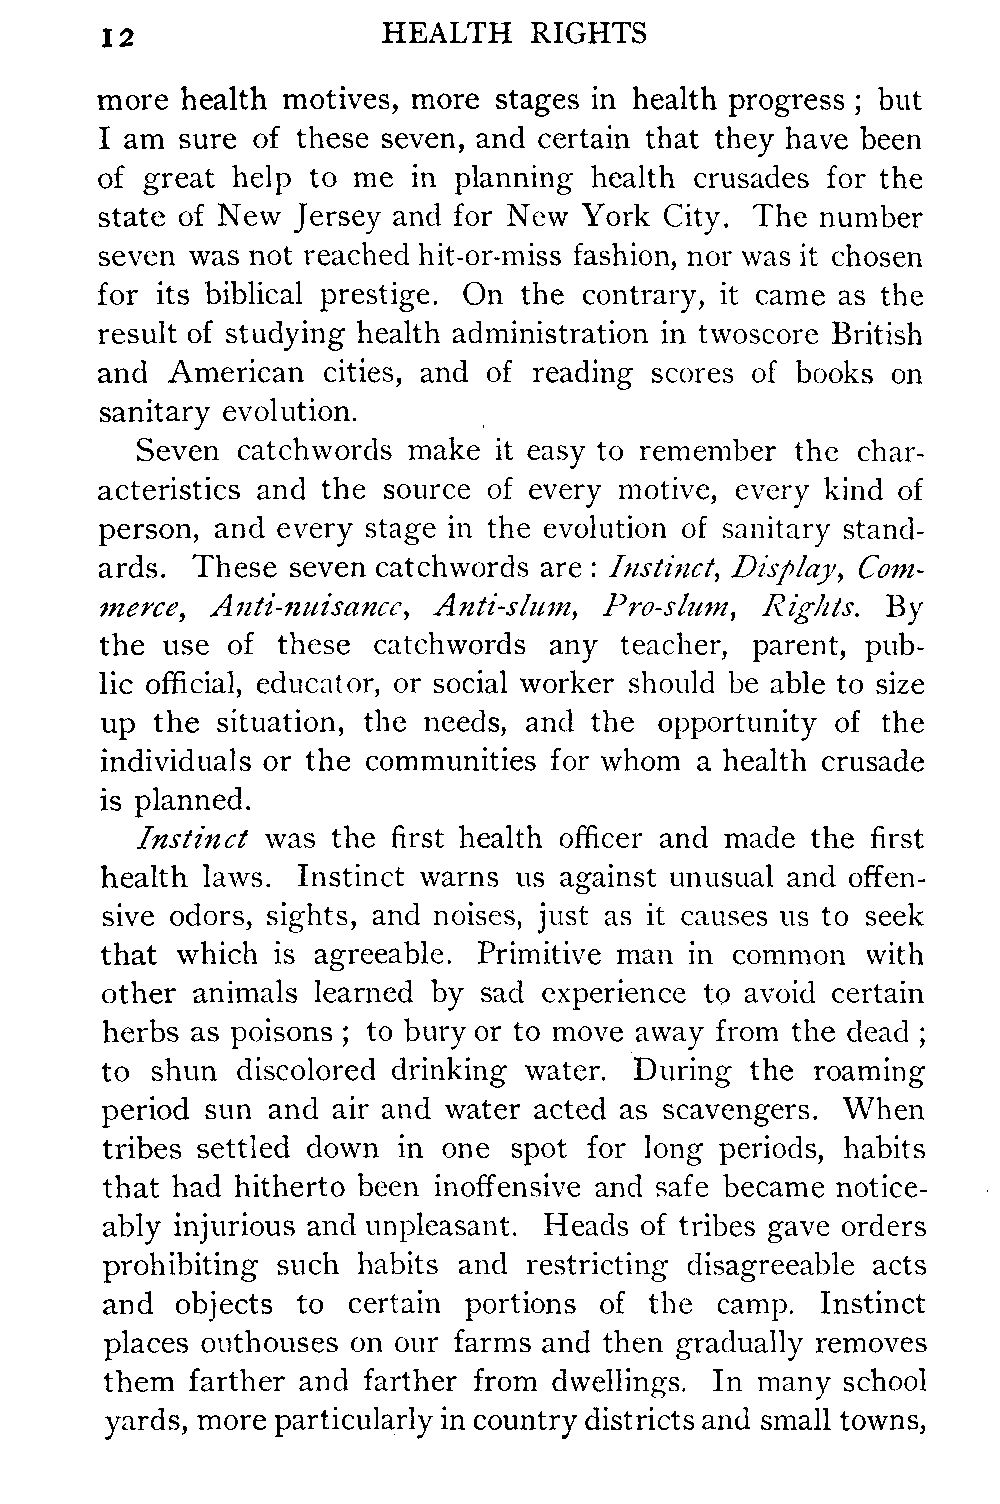 12 HEALTH RIGHTS
more health motives, more stages in health progress ; but
I am sure of these seven, and certain that they have been
of great help to me in planning health crusades for the
state of New Jersey and for New York City. The number
seven was not reached hit-or-miss fashion, nor was it chosen
for its biblical prestige. On the contrary, it came as the
result of studying health administration in twoscore British
and American cities, and of reading scores of books on
sanitary evolution.
Seven catchwords make it easy to remember the char-
acteristics and the source of every motive, every kind of
person, and every stage in the evolution of sanitary stand-
ards. These seven catchwords are : Instinct, Display, Com-
merce, Anti-nuisance, Anti-slum, Pro-slum, Rights. By
the use of these catchwords any teacher, parent, pub-
lic official, educator, or social worker should be able to size
up the situation, the needs, and the opportunity of the
individuals or the communities for whom a health crusade
is planned.
Instinct was the first health officer and made the first
health laws. Instinct warns us against unusual and offen-
sive odors, sights, and noises, just as it causes us to seek
that which is agreeable. Primitive man in common with
other animals learned by sad experience to avoid certain
herbs as poisons ; to bury or to move away from the dead ;
to shun discolored drinking water. During the roaming
period sun and air and water acted as scavengers. When
tribes settled down in one spot for long periods, habits
that had hitherto been inoffensive and safe became notice-
ably injurious and unpleasant. Heads of tribes gave orders
prohibiting such habits and restricting disagreeable acts
and objects to certain portions of the camp. Instinct
places outhouses on our farms and then gradually removes
them farther and farther from dwellings. In many school
yards, more particularly in country districts and small towns,